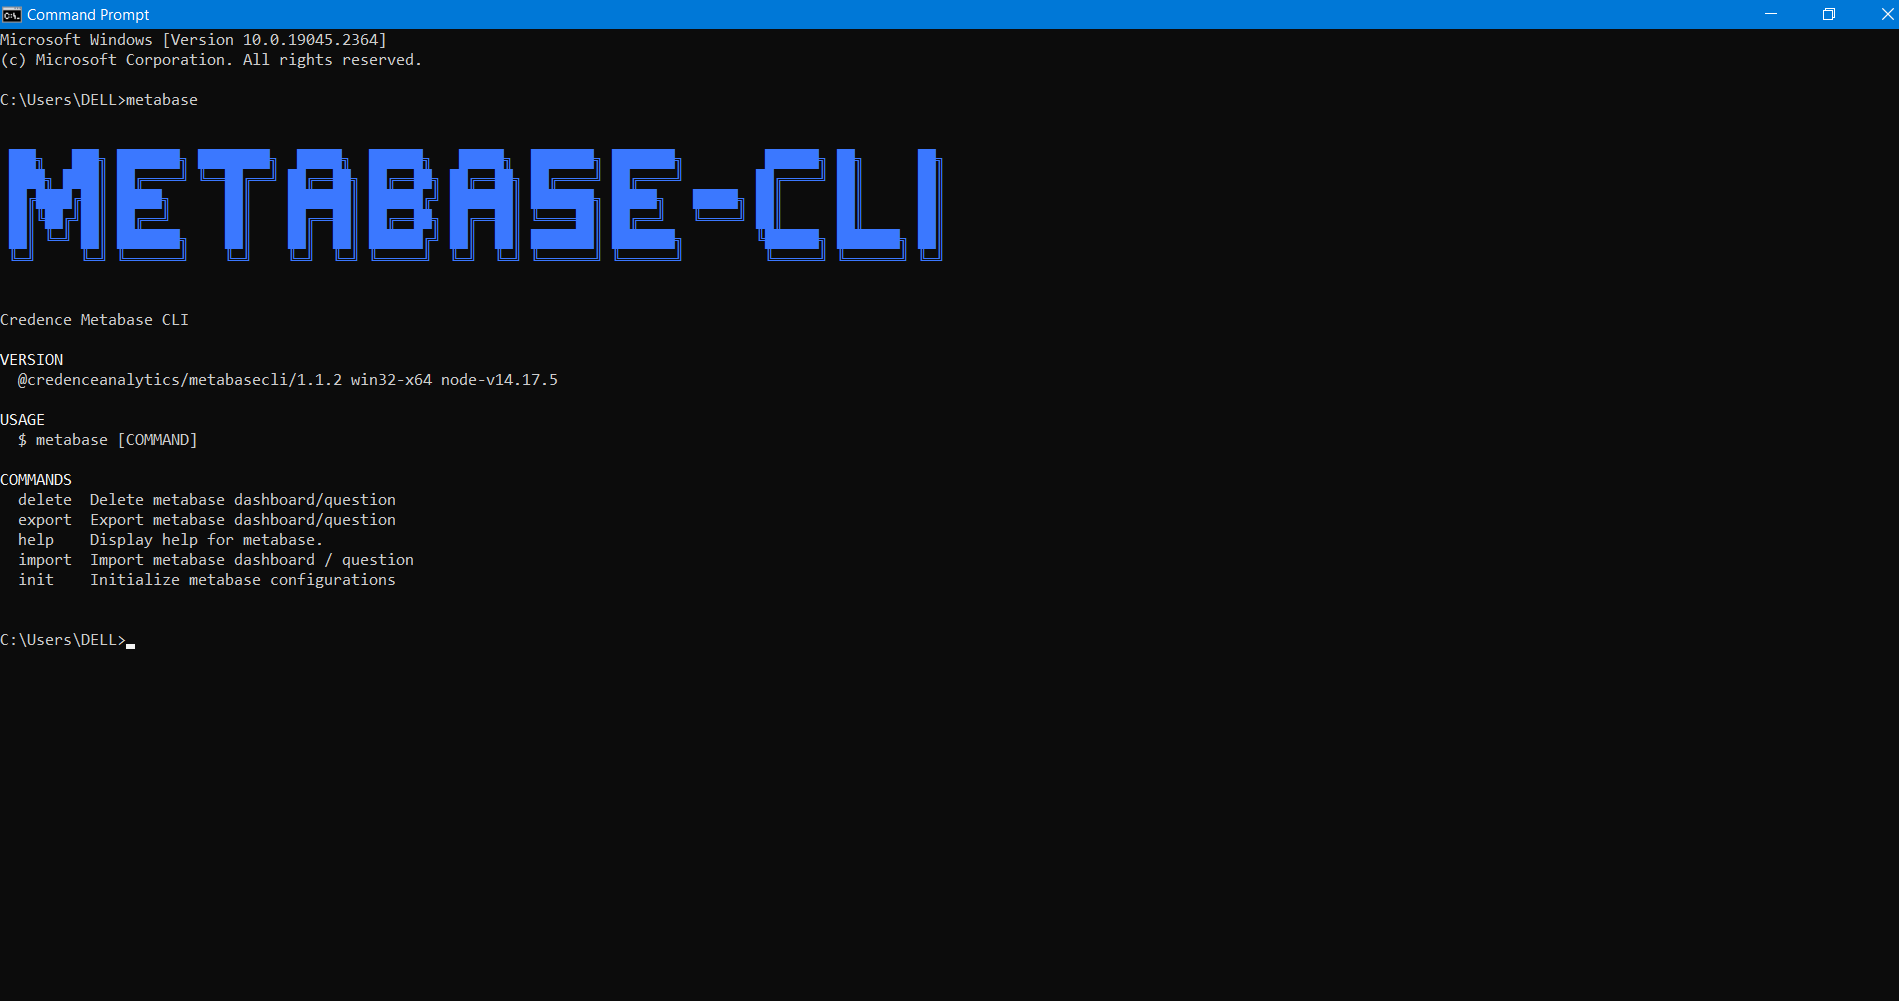 Command Prompt
Microsoft Windows [Version 10.0.19045.2364]
(c) Microsoft Corporation. All rights reserved.
C:\Users\DELL>metabase
METABASE-CLI
Credence Metabase CLI
VERSION
@credenceanalytics/metabasecli/1.1.2 win32-x64 node-v14.17.5
USAGE
$ metabase [COMMAND]
COMMANDS
delete  Delete metabase dashboard/question
export  Export metabase dashboard/question
help    Display help for metabase.
import  Import metabase dashboard / question
init    Initialize metabase configurations
C:\Users\DELL>